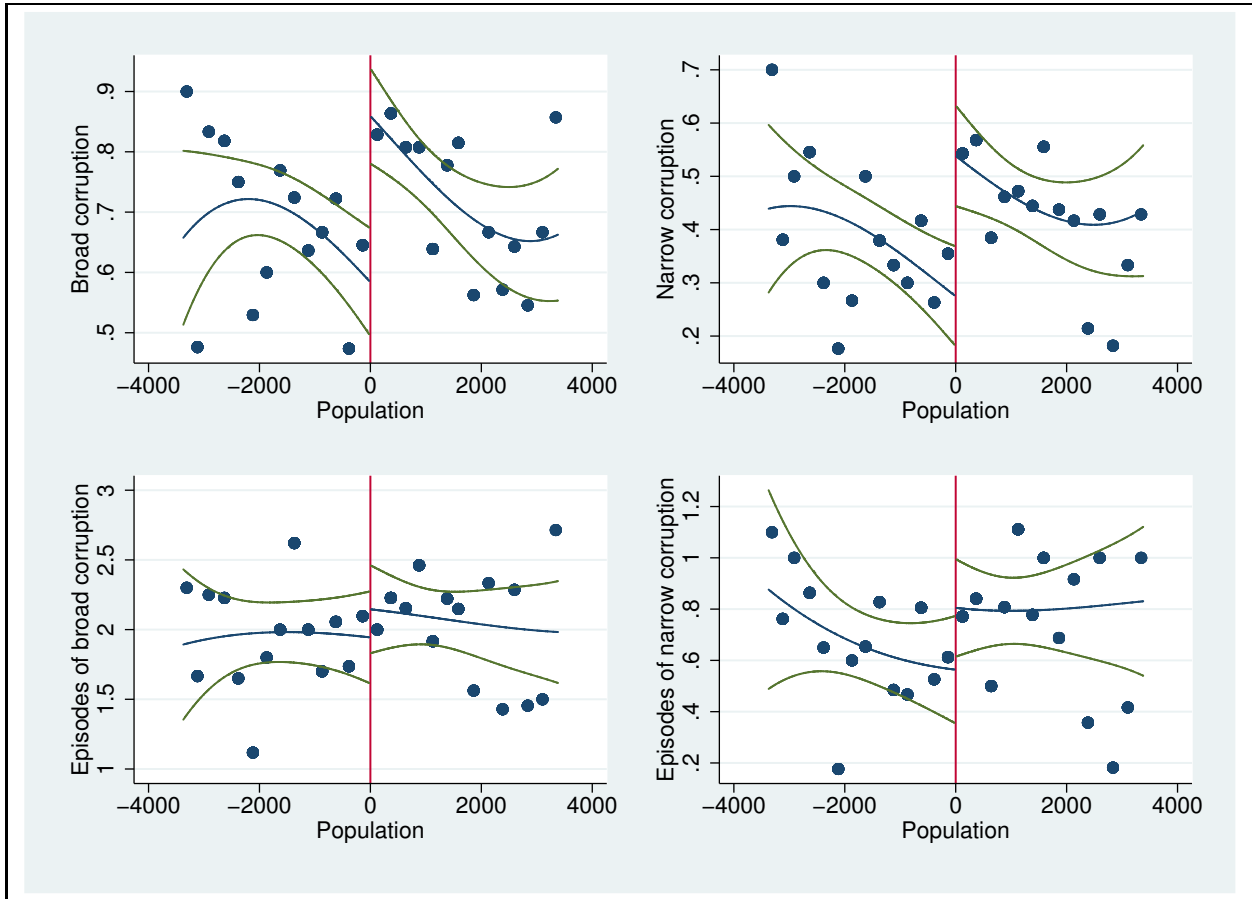 .9
.8
.7
.6
.5
Broad corruption
−4000 −2000 0 2000 4000
Population
.7
.6
.5
.4
.3
.2
Narrow corruption
−4000 −2000 0 2000 4000
Population
3
2.5
2
1.5
1
Episodes of broad corruption
−4000 −2000 0 2000 4000
Population
1.2
1
.8
.6
.4
.2
Episodes of narrow corruption
−4000 −2000 0 2000 4000
Population